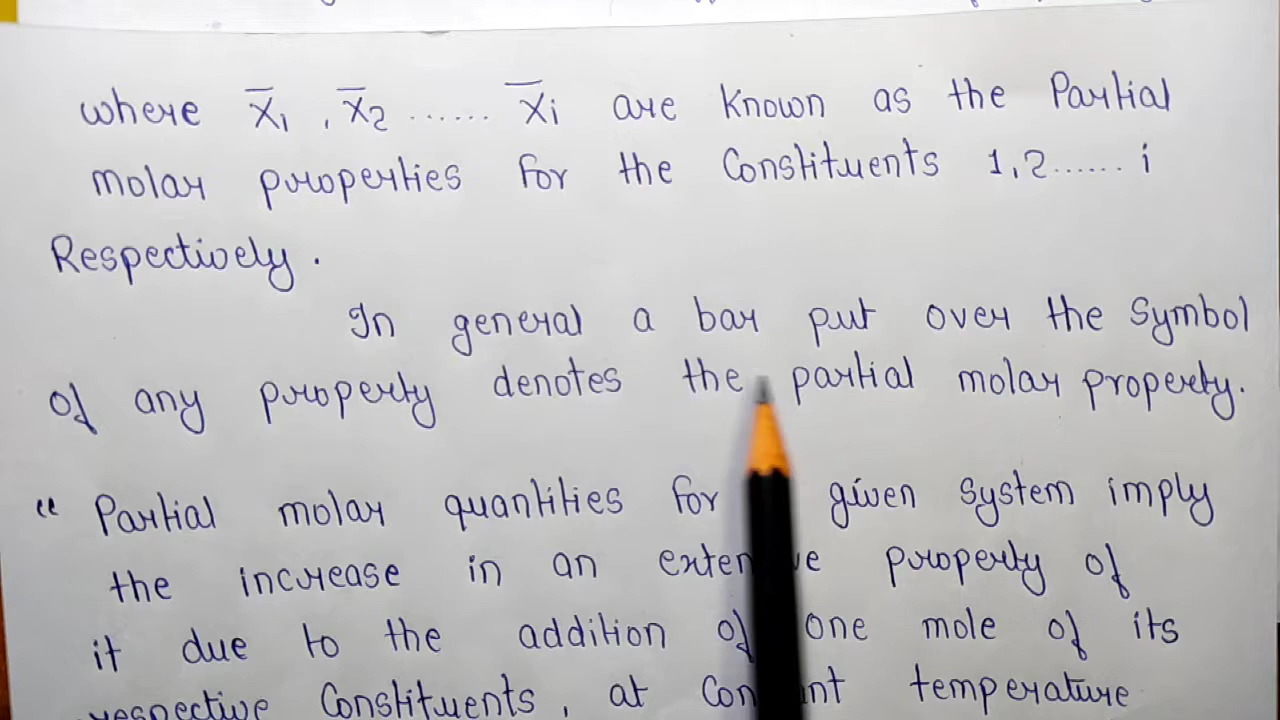 where X̅1 , X̅2 ...... X̅i are known as the Partial
molar properties for the Constituents 1,2...... i
Respectively .
In general a bar put over the symbol
of any property denotes the partial molar property.
“ Partial molar quantities for given system imply
the increase in an property of
it due to the addition of one mole of its
respective Constituents, at temperature